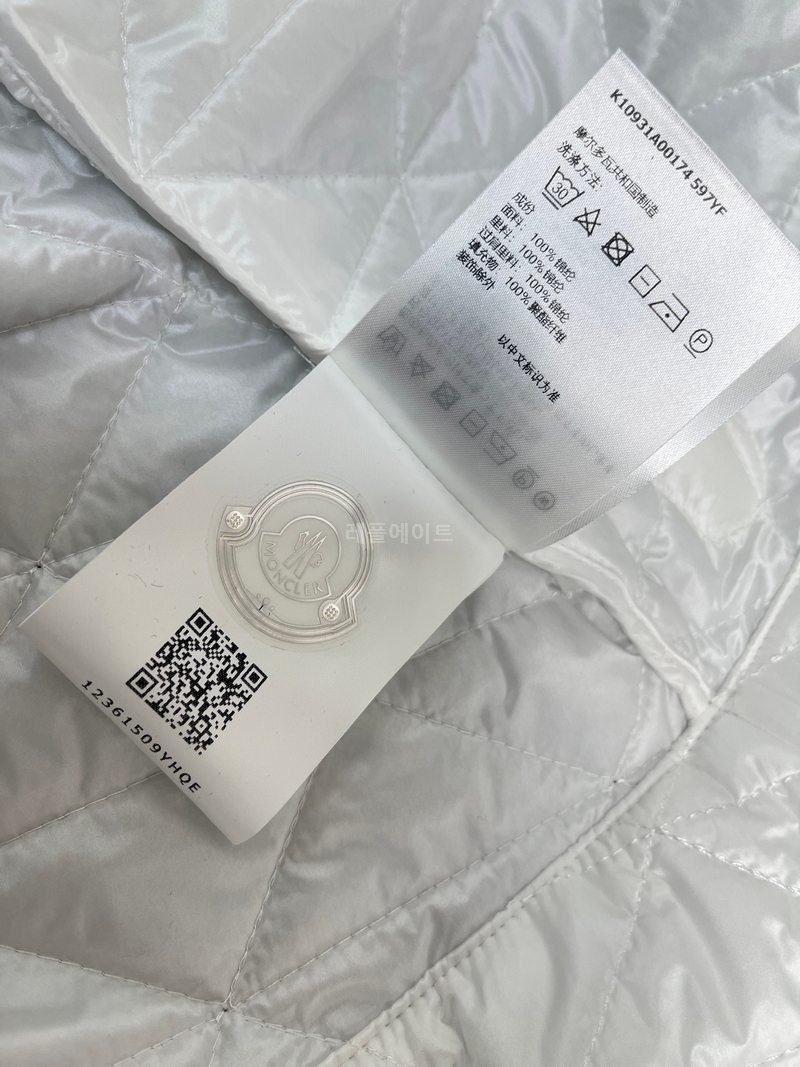 K10931A00174 597YF
摩尔多瓦共和国制造
洗涤方法:
30
P
成份
面料: 100% 锦纶
里料: 100% 锦纶
过肩里料: 100% 锦纶
填充物 100% 聚酯纤维
装饰除外
以中文标识为准
레플에이트
MONCLER
12361509YHQE